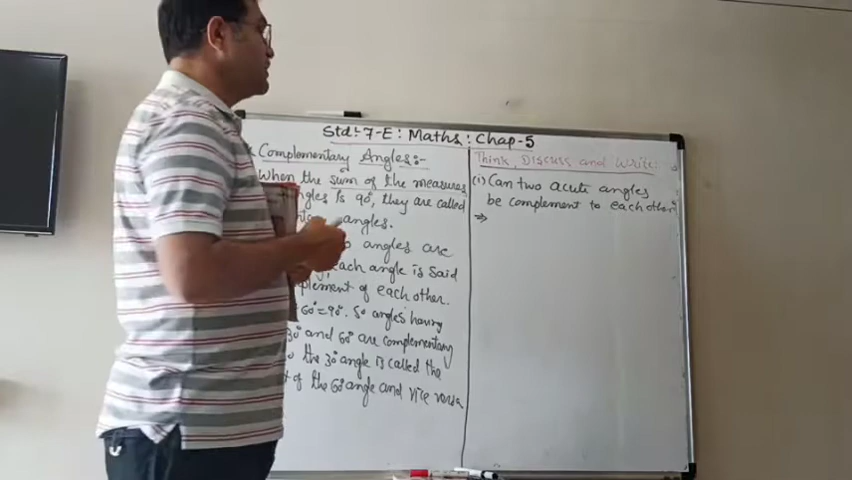 Std:-7-E: Maths: Chap-5
Complementary Angles:-
When the sum of the measures
angles is 90°, they are called
angles.
angles are
each angle is said
complement of each other.
60°=90°. So angles having
30° and 60° are complementary
the 30° angle is called the
of the 60° angle and vice versa
Think, Discuss and Write
(i) Can two acute angles
be complement to each other
⇒